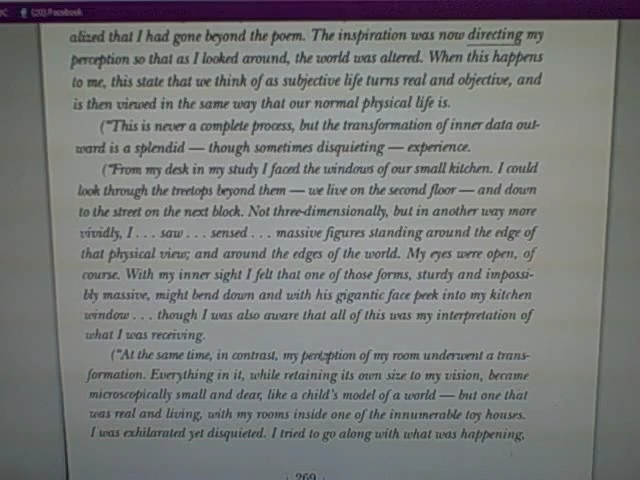 (20) Facebook
alized that I had gone beyond the poem. The inspiration was now directing my
perception so that as I looked around, the world was altered. When this happens
to me, this state that we think of as subjective life turns real and objective, and
is then viewed in the same way that our normal physical life is.
("This is never a complete process, but the transformation of inner data out-
ward is a splendid — though sometimes disquieting — experience.
("From my desk in my study I faced the windows of our small kitchen. I could
look through the treetops beyond them — we live on the second floor — and down
to the street on the next block. Not three-dimensionally, but in another way more
vividly, I . . . saw . . . sensed . . . massive figures standing around the edge of
that physical view; and around the edges of the world. My eyes were open, of
course. With my inner sight I felt that one of those forms, sturdy and impossi-
bly massive, might bend down and with his gigantic face peek into my kitchen
window . . . though I was also aware that all of this was my interpretation of
what I was receiving.
("At the same time, in contrast, my perception of my room underwent a trans-
formation. Everything in it, while retaining its own size to my vision, became
microscopically small and dear, like a child's model of a world — but one that
was real and living, with my rooms inside one of the innumerable toy houses.
I was exhilarated yet disquieted. I tried to go along with what was happening,
269